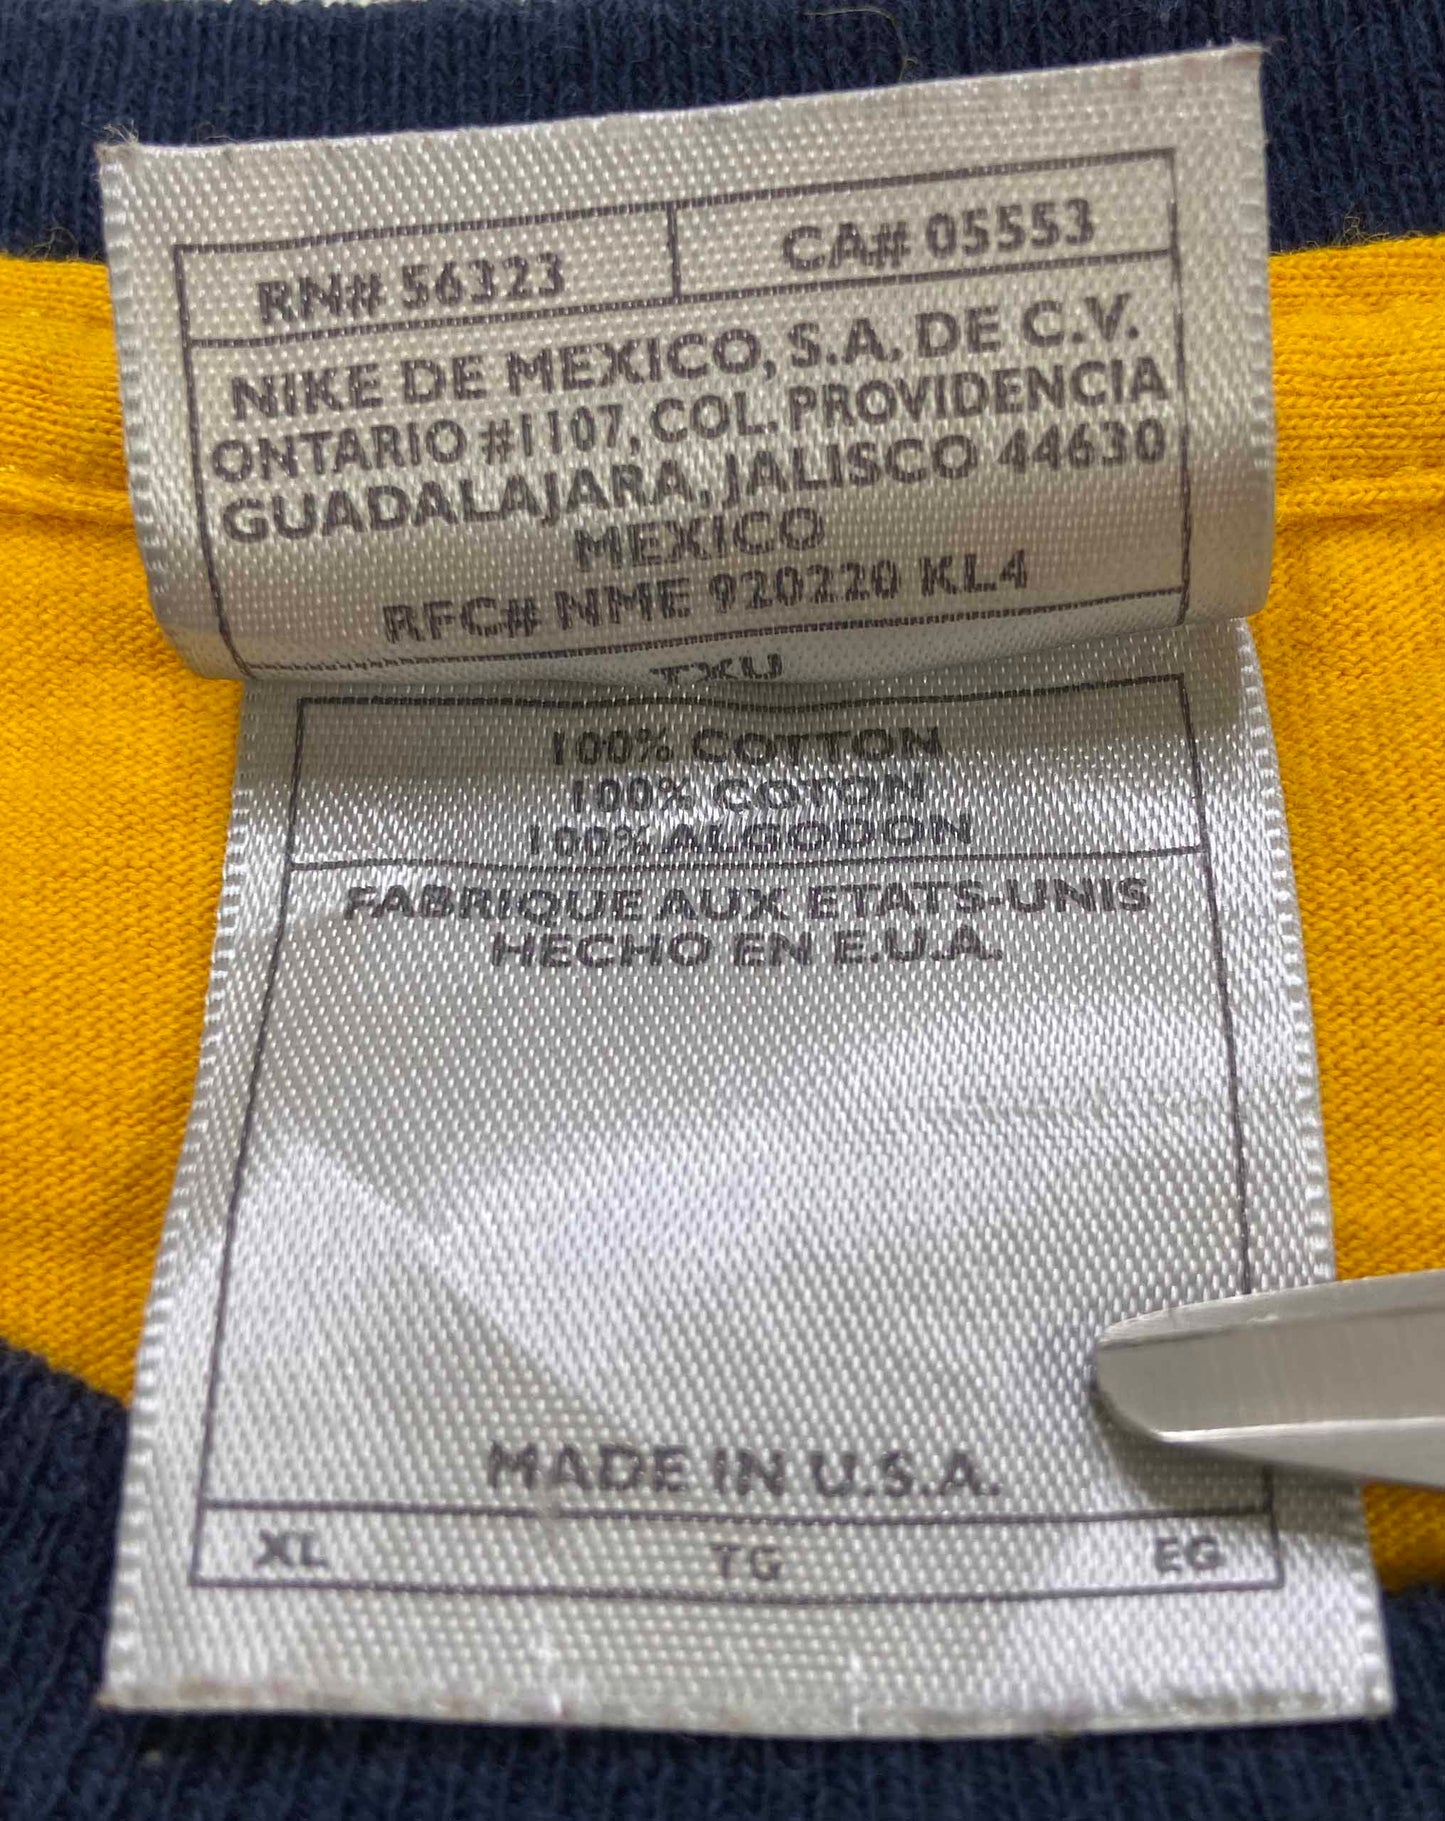 RN# 56323 CA# 05553
NIKE DE MEXICO, S.A. DE C.V.
ONTARIO #1107, COL. PROVIDENCIA
GUADALAJARA, JALISCO 44630
MEXICO
RFC# NME 920220 KL4
TXU
100% COTTON
100% COTON
100% ALGODON
FABRIQUE AUX ETATS-UNIS
HECHO EN E.U.A.
MADE IN U.S.A.
XL TG EG